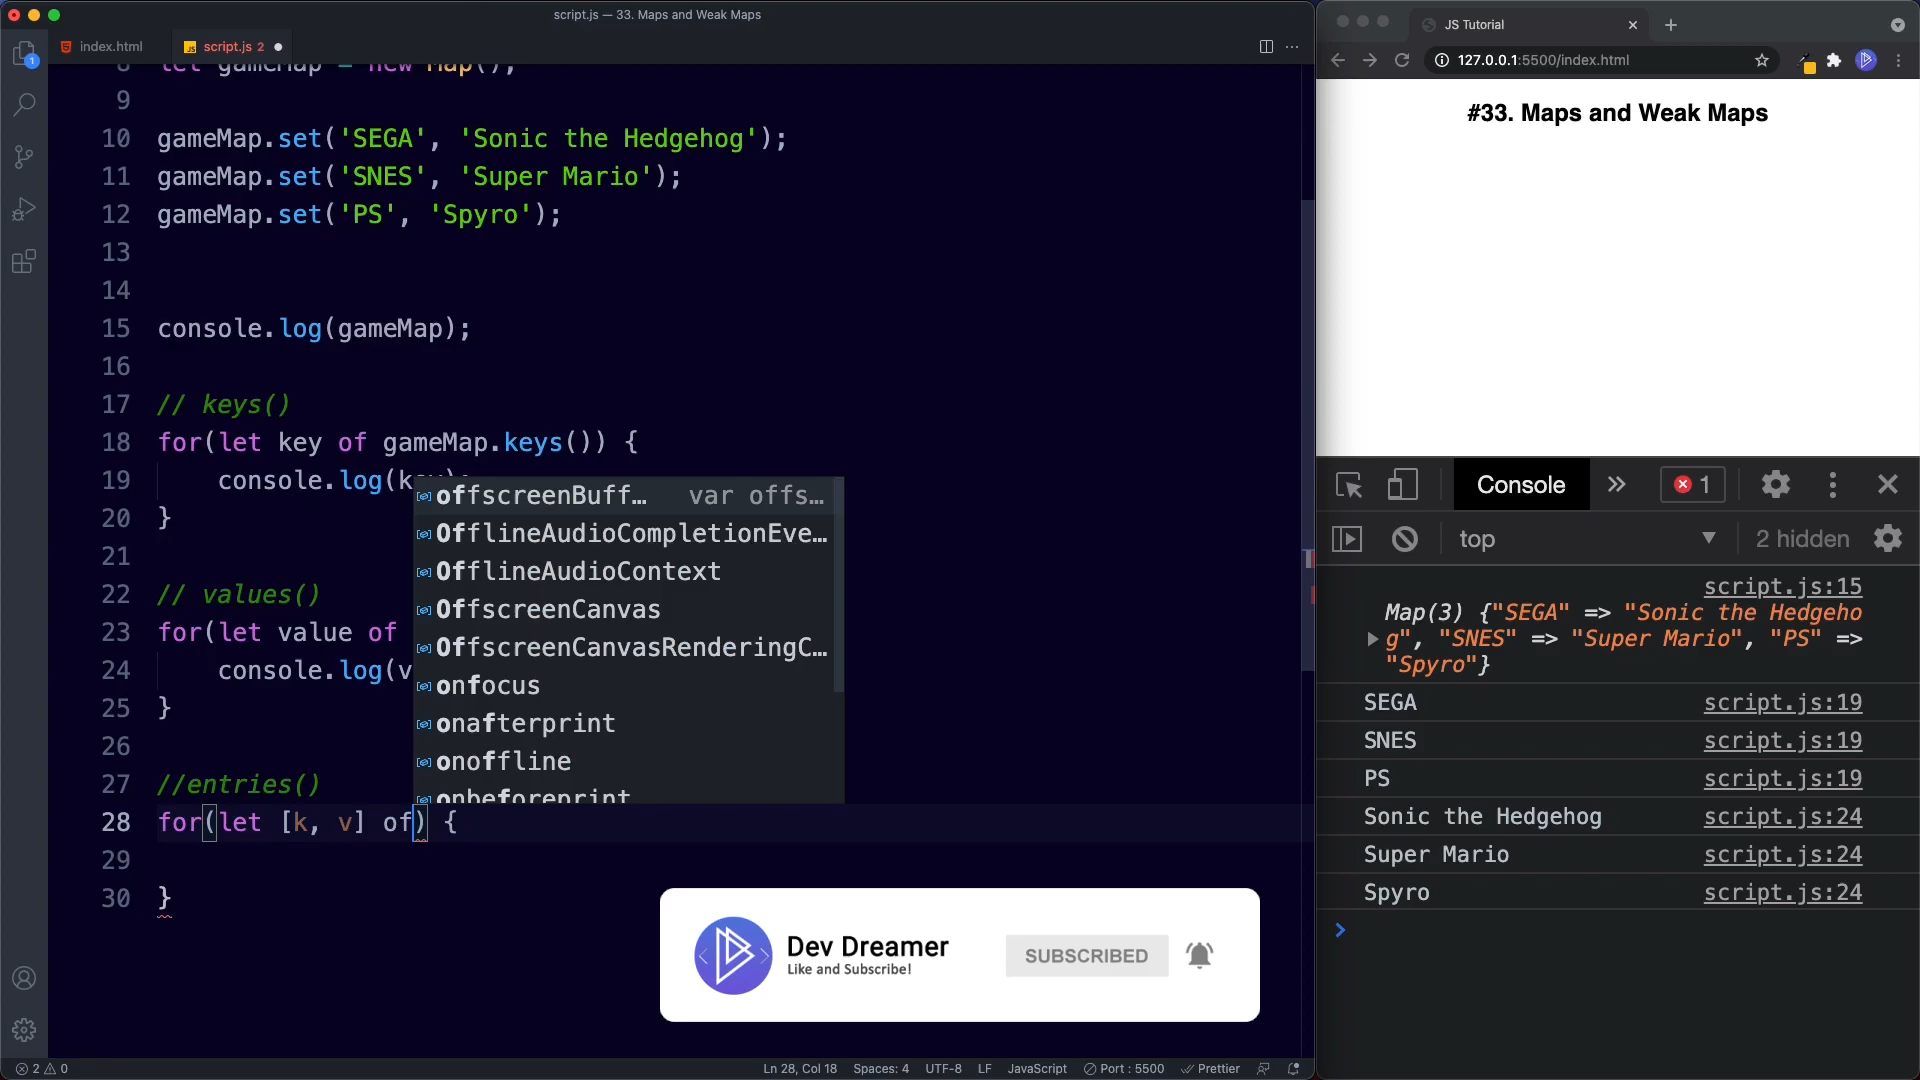 script.js — 33. Maps and Weak Maps
index.html
script.js 2
8 let gameMap = new Map();
9
10 gameMap.set('SEGA', 'Sonic the Hedgehog');
11 gameMap.set('SNES', 'Super Mario');
12 gameMap.set('PS', 'Spyro');
13
14
15 console.log(gameMap);
16
17 // keys()
18 for(let key of gameMap.keys()) {
19 console.log(key);
20 }
21
22 // values()
23 for(let value of
24 console.log(v
25 }
26
27 //entries()
28 for(let [k, v] of) {
29
30 }
offscreenBuff… var offs…
OfflineAudioCompletionEve…
OfflineAudioContext
OffscreenCanvas
OffscreenCanvasRenderingC…
onfocus
onafterprint
onoffline
onbeforeprint
1
Dev Dreamer
Like and Subscribe!
SUBSCRIBED
2 0
Ln 28, Col 18 Spaces: 4 UTF-8 LF JavaScript Port : 5500 Prettier
JS Tutorial
127.0.0.1:5500/index.html
#33. Maps and Weak Maps
Console 1
top 2 hidden
script.js:15
Map(3) {"SEGA" => "Sonic the Hedgeho
g", "SNES" => "Super Mario", "PS" =>
"Spyro"}
SEGA script.js:19
SNES script.js:19
PS script.js:19
Sonic the Hedgehog script.js:24
Super Mario script.js:24
Spyro script.js:24